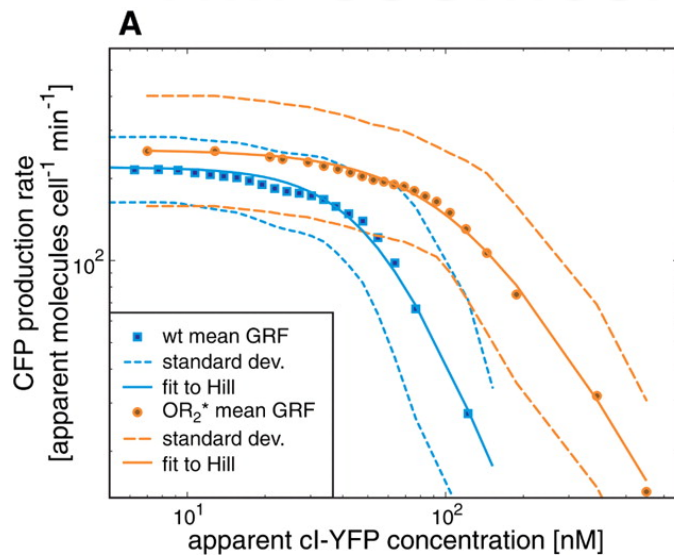 A
CFP production rate
[apparent molecules cell⁻¹ min⁻¹]
10²
wt mean GRF
standard dev.
fit to Hill
OR₂* mean GRF
standard dev.
fit to Hill
10¹
10²
apparent cI-YFP concentration [nM]